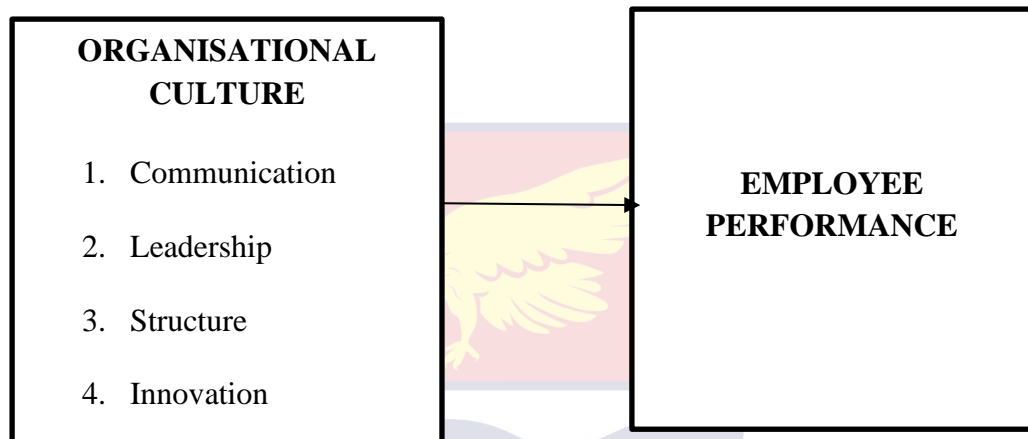 ORGANISATIONAL
CULTURE
1. Communication
2. Leadership
3. Structure
4. Innovation
EMPLOYEE
PERFORMANCE